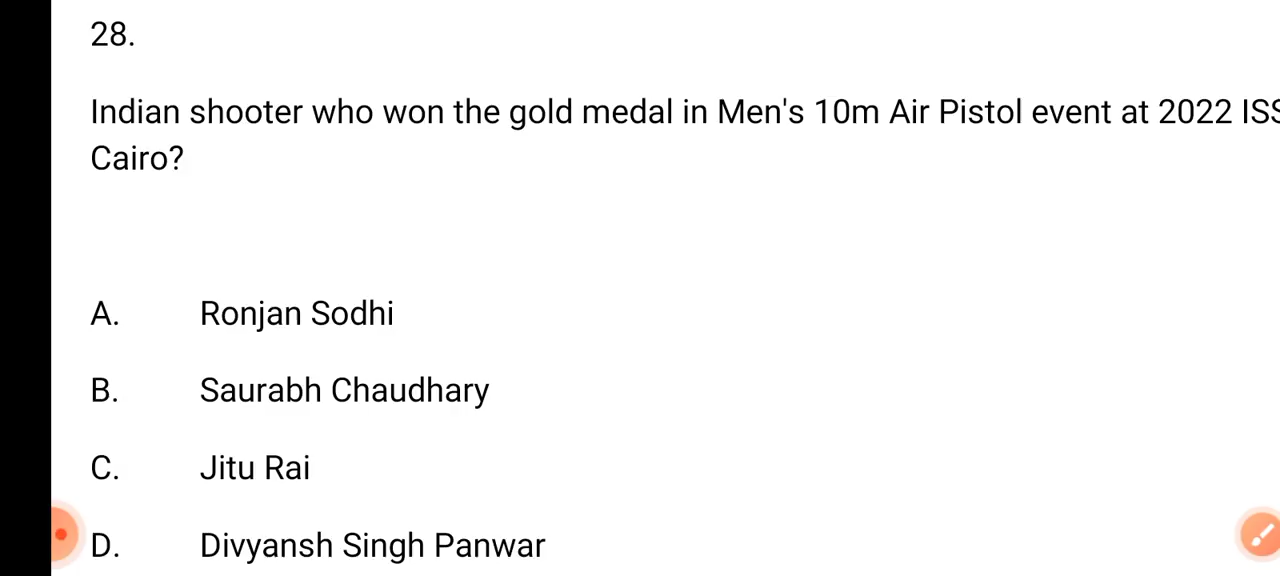 28.
Indian shooter who won the gold medal in Men's 10m Air Pistol event at 2022
Cairo?
A. Ronjan Sodhi
B. Saurabh Chaudhary
C. Jitu Rai
D. Divyansh Singh Panwar